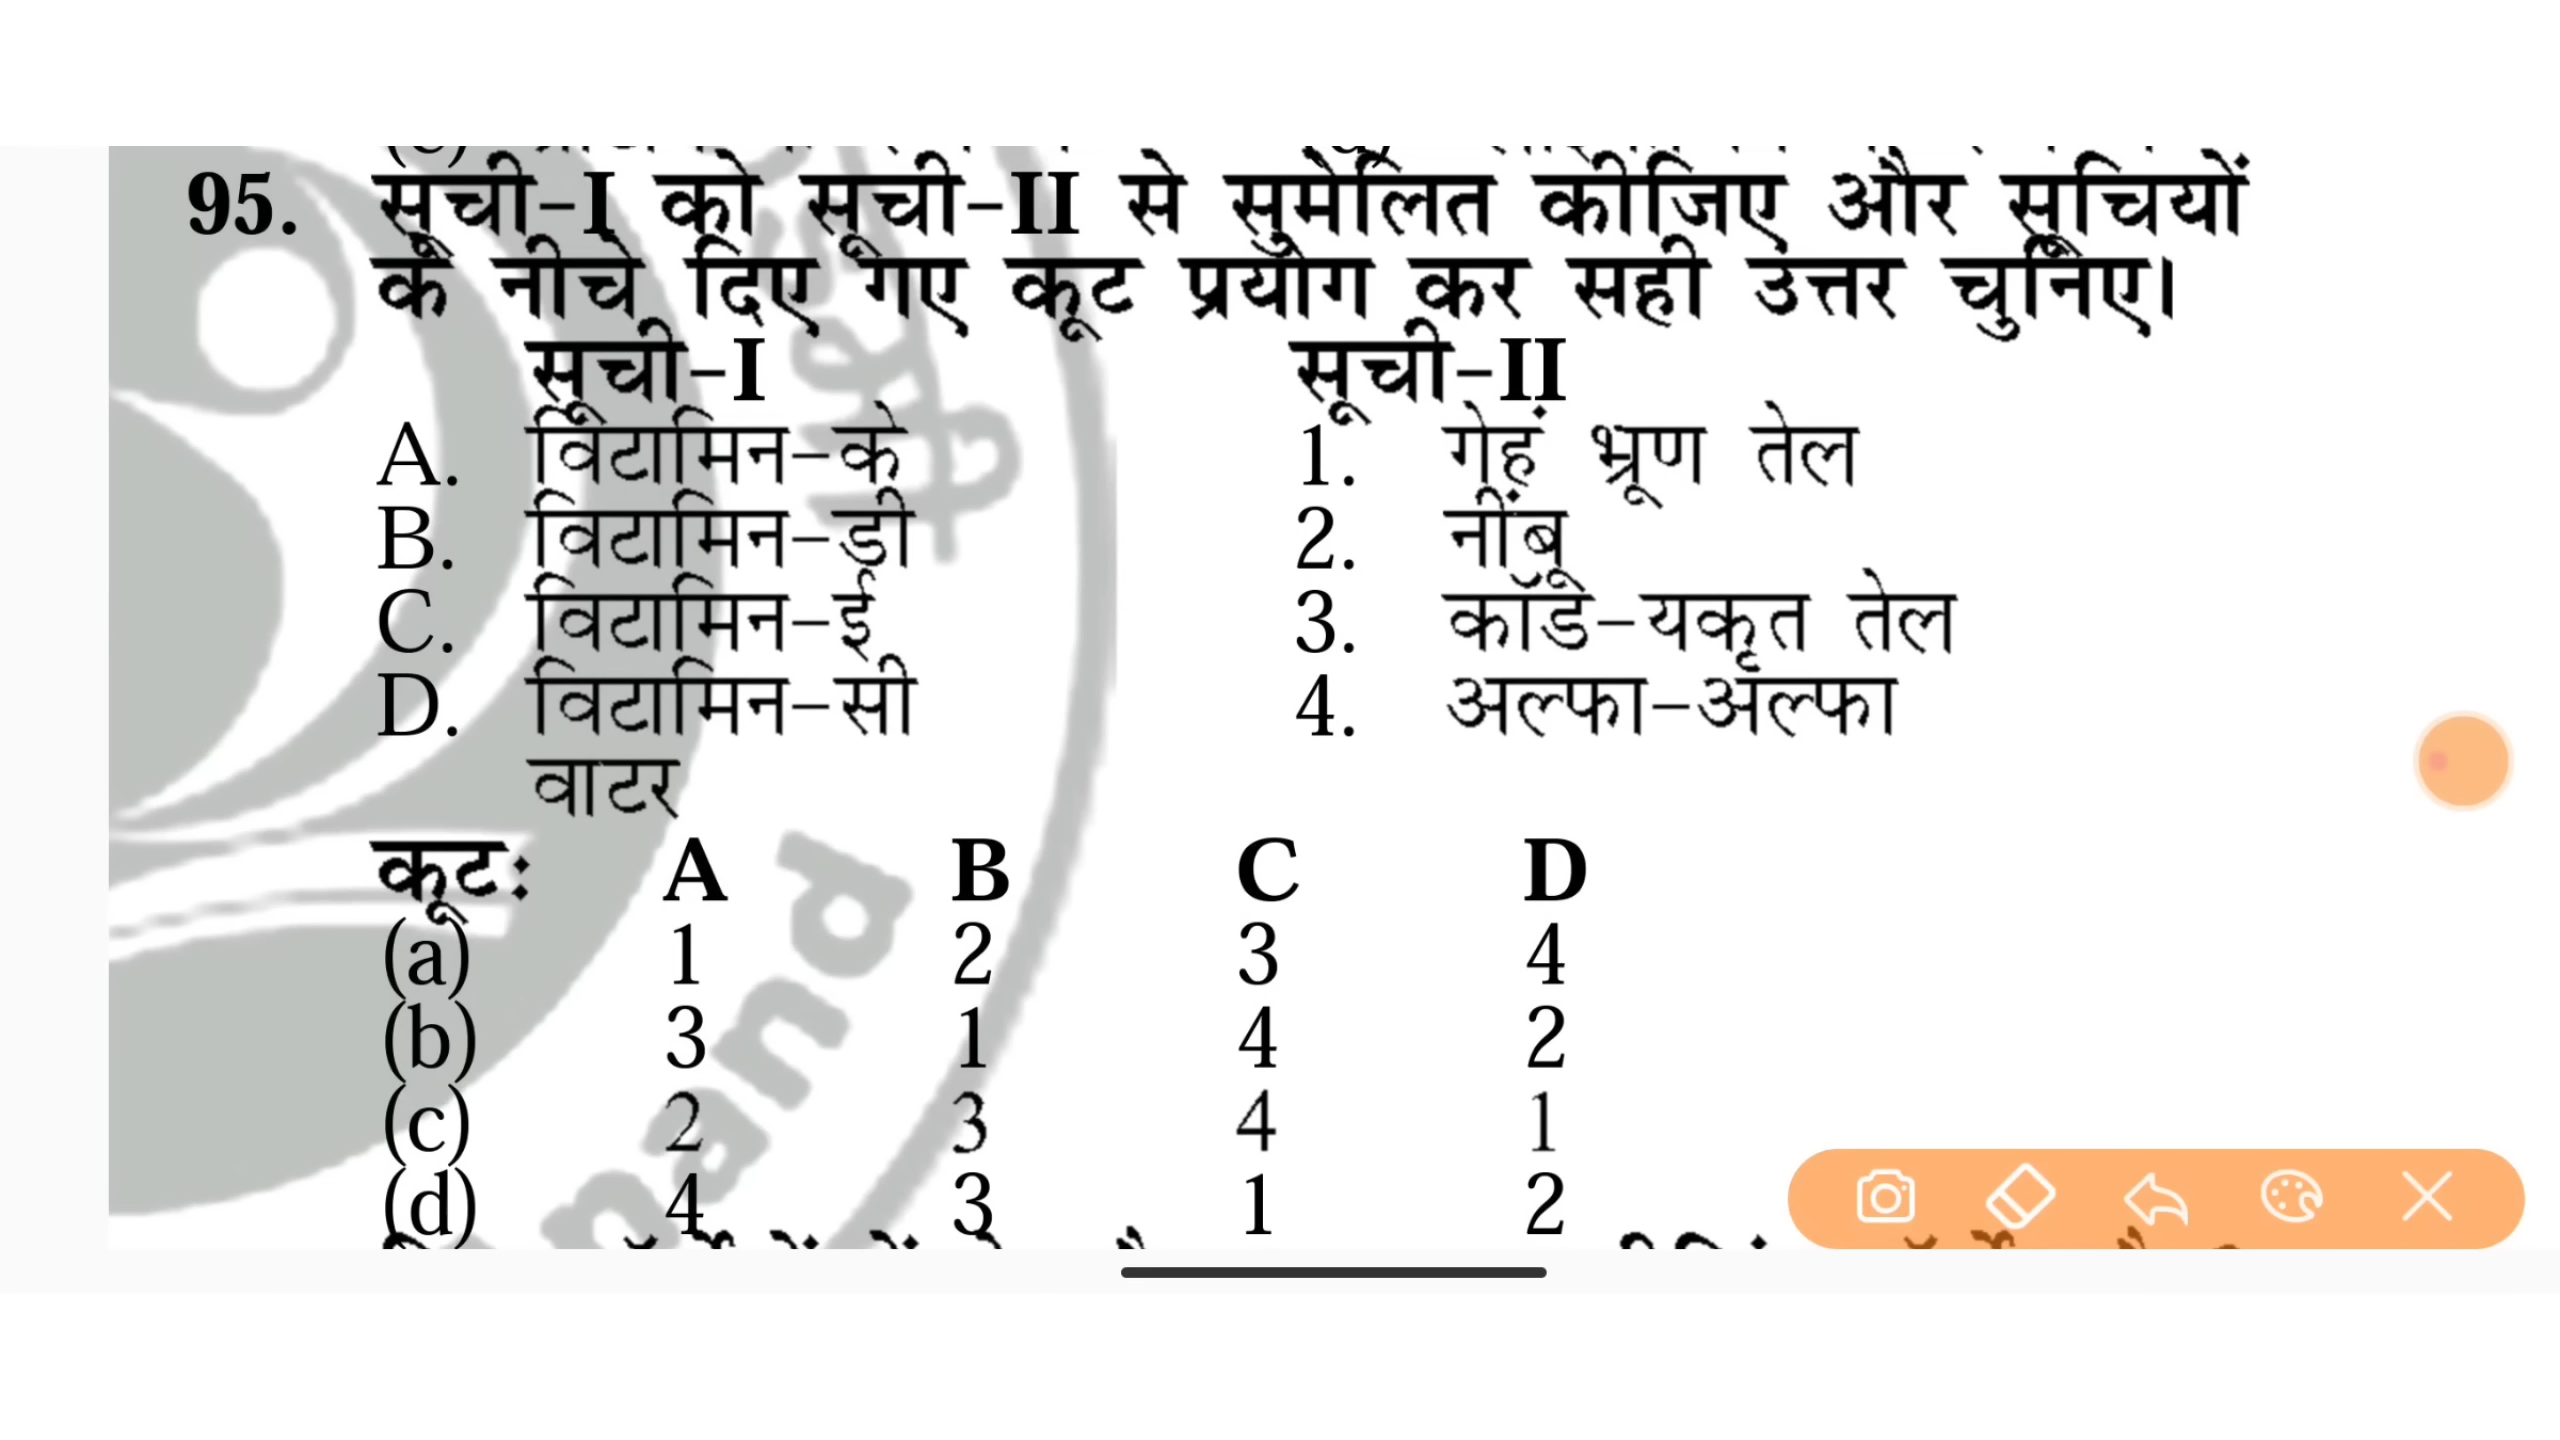 95. सूची-I को सूची-II से सुमेलित कीजिए और सूचियों
के नीचे दिए गए कूट प्रयोग कर सही उत्तर चुनिए।
सूची-I सूची-II
A. विटामिन-के 1. गेहूं भ्रूण तेल
B. विटामिन-डी 2. नींबू
C. विटामिन-ई 3. कॉड-यकृत तेल
D. विटामिन-सी 4. अल्फा-अल्फा
वाटर
कूटः A B C D
(a) 1 2 3 4
(b) 3 1 4 2
(c) 2 3 4 1
(d) 4 3 1 2